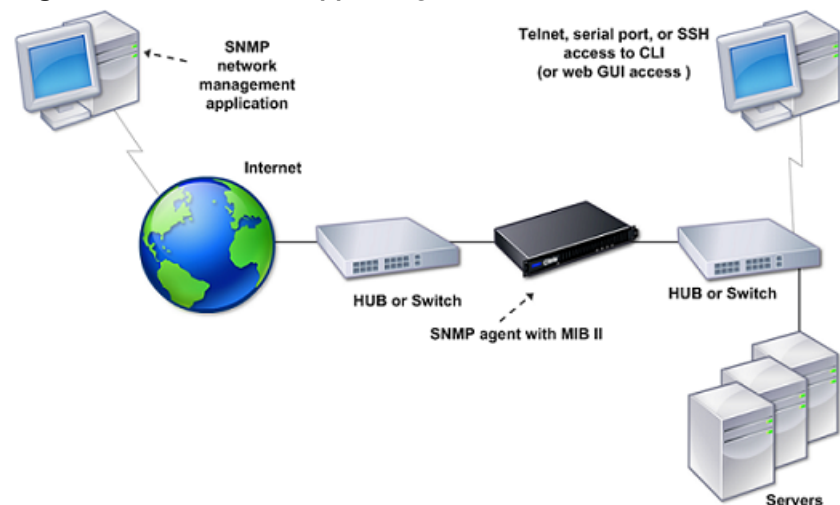 SNMP
network
management
application
Telnet, serial port, or SSH
access to CLI
(or web GUI access )
Internet
HUB or Switch
HUB or Switch
SNMP agent with MIB II
Servers